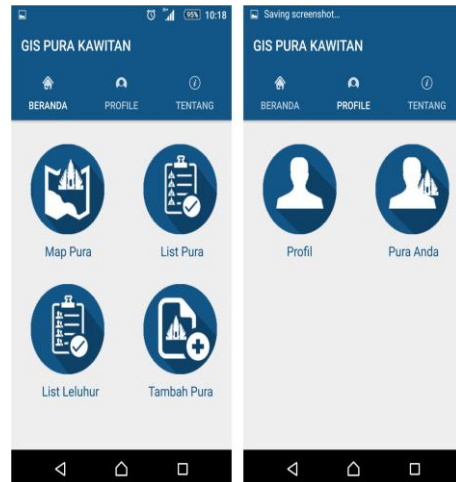 95% 10:18
GIS PURA KAWITAN
BERANDA PROFILE TENTANG
Map Pura List Pura
List Leluhur Tambah Pura
Saving screenshot...
GIS PURA KAWITAN
BERANDA PROFILE TENTANG
Profil Pura Anda